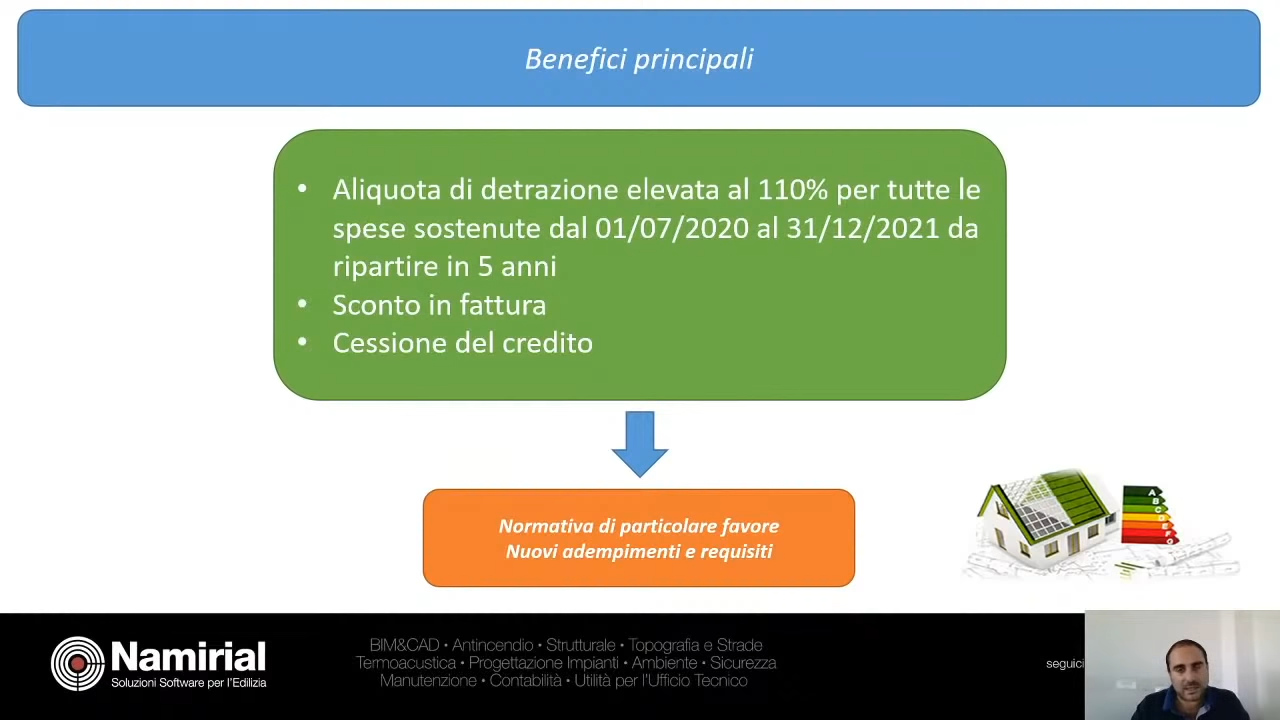 Benefici principali
• Aliquota di detrazione elevata al 110% per tutte le
spese sostenute dal 01/07/2020 al 31/12/2021 da
ripartire in 5 anni
• Sconto in fattura
• Cessione del credito
Normativa di particolare favore
Nuovi adempimenti e requisiti
A
B
C
D
E
F
G
Namirial
Soluzioni Software per l'Edilizia
BIM&CAD • Antincendio • Strutturale • Topografia e Strade
Termoacustica • Progettazione Impianti • Ambiente • Sicurezza
Manutenzione • Contabilità • Utilità per l'Ufficio Tecnico
seguici